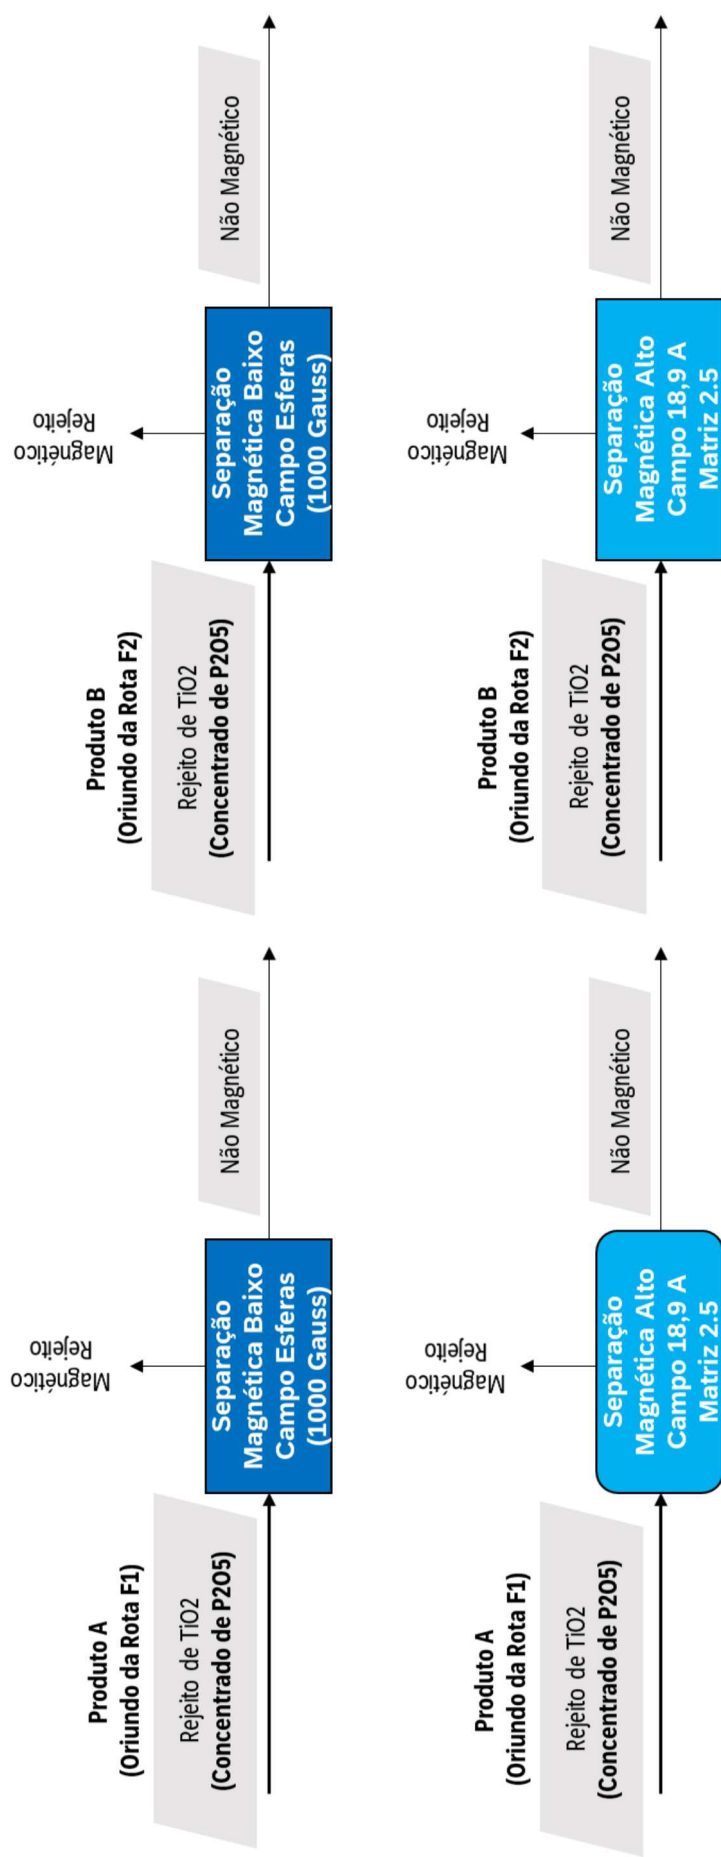 Produto A
(Oriundo da Rota F1)
Rejeito de TiO2
(Concentrado de P2O5)
Magnético
Rejeito
Separação
Magnética Baixo
Campo Esferas
(1000 Gauss)
Não Magnético
Produto B
(Oriundo da Rota F2)
Rejeito de TiO2
(Concentrado de P2O5)
Magnético
Rejeito
Separação
Magnética Baixo
Campo Esferas
(1000 Gauss)
Não Magnético
Produto A
(Oriundo da Rota F1)
Rejeito de TiO2
(Concentrado de P2O5)
Magnético
Rejeito
Separação
Magnética Alto
Campo 18,9 A
Matriz 2.5
Não Magnético
Produto B
(Oriundo da Rota F2)
Rejeito de TiO2
(Concentrado de P2O5)
Magnético
Rejeito
Separação
Magnética Alto
Campo 18,9 A
Matriz 2.5
Não Magnético